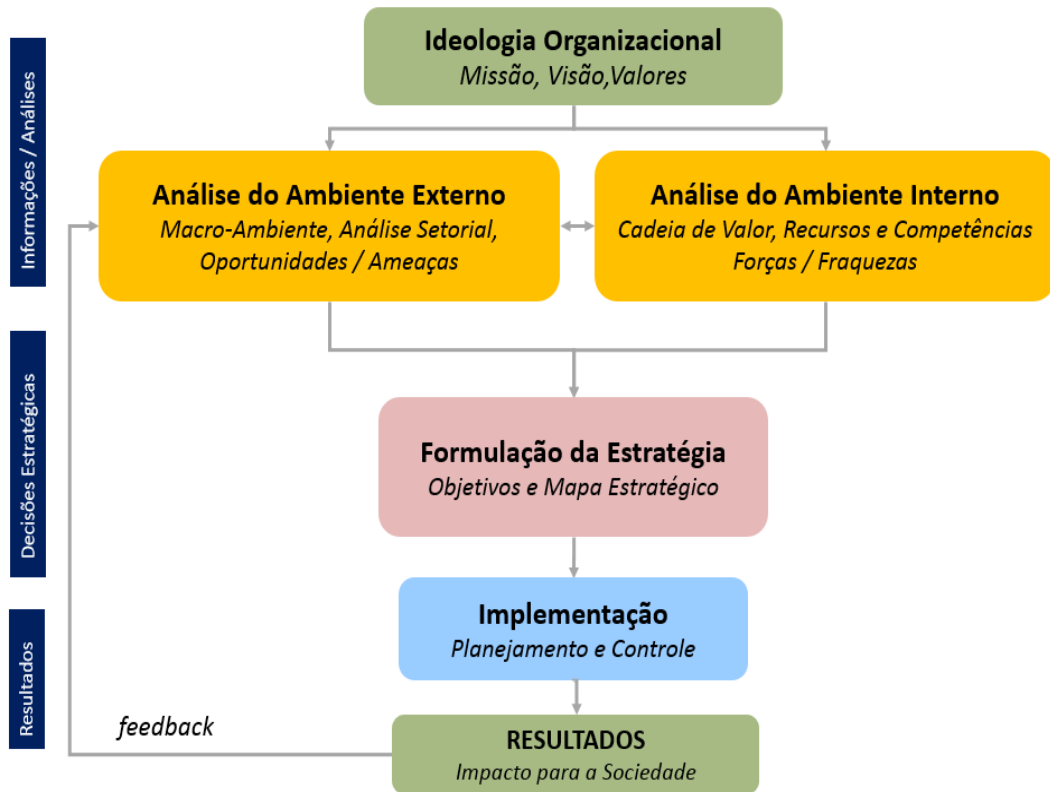 Informações / Análises
Ideologia Organizacional
Missão, Visão,Valores
Análise do Ambiente Externo
Macro-Ambiente, Análise Setorial,
Oportunidades / Ameaças
Análise do Ambiente Interno
Cadeia de Valor, Recursos e Competências
Forças / Fraquezas
Decisões Estratégicas
Formulação da Estratégia
Objetivos e Mapa Estratégico
Resultados
Implementação
Planejamento e Controle
feedback
RESULTADOS
Impacto para a Sociedade